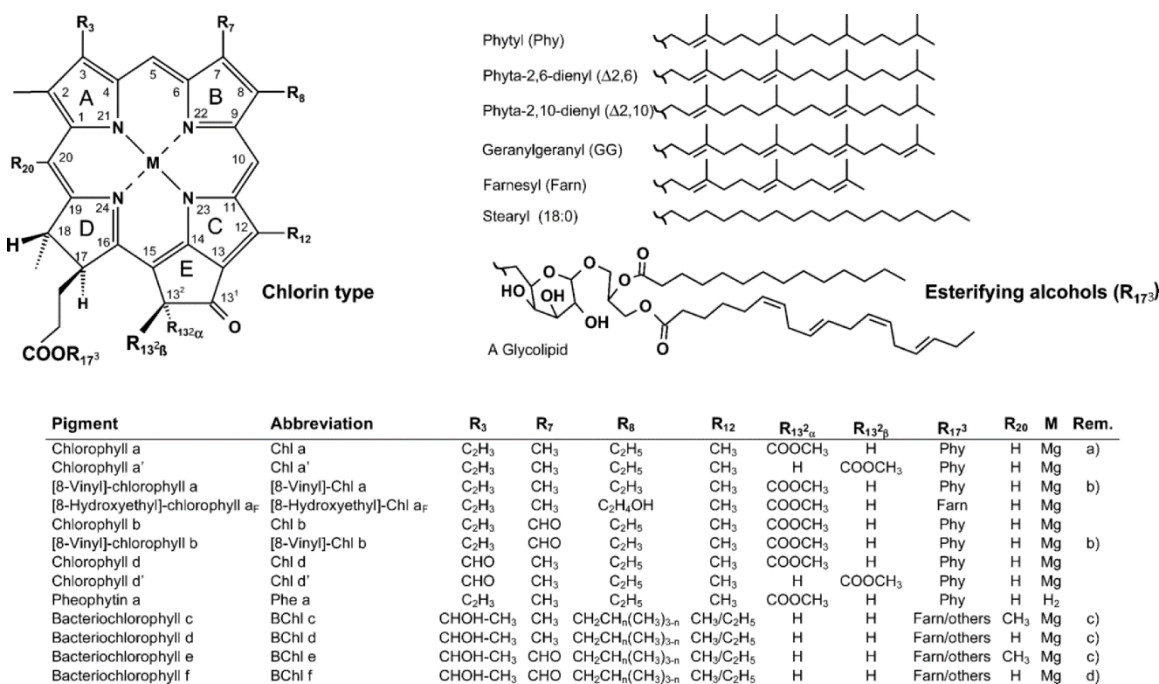 R₃
R₇
3
5
7
2
A
4
6
B
8
R₈
1
21
N
N
22
9
R₂₀
20
M
10
19
24
N
N
23
11
18
D
16
14
C
12
R₁₂
H
17
15
E
13
H
13²
13¹
O
R₁₃²α
R₁₃²β
COOR₁₇³
Chlorin type
Phytyl (Phy)
Phyta-2,6-dienyl (Δ2,6)
Phyta-2,10-dienyl (Δ2,10)
Geranylgeranyl (GG)
Farnesyl (Farn)
Stearyl (18:0)
O
O
O
O
HO
OH
HO
OH
O
O
A Glycolipid
Esterifying alcohols (R₁₇³)
Pigment Abbreviation R₃ R₇ R₈ R₁₂ R₁₃²α R₁₃²β R₁₇³ R₂₀ M Rem.
Chlorophyll a Chl a C₂H₃ CH₃ C₂H₅ CH₃ COOCH₃ H Phy H Mg a)
Chlorophyll a' Chl a' C₂H₃ CH₃ C₂H₅ CH₃ H COOCH₃ Phy H Mg
[8-Vinyl]-chlorophyll a [8-Vinyl]-Chl a C₂H₃ CH₃ C₂H₃ CH₃ COOCH₃ H Phy H Mg b)
[8-Hydroxyethyl]-chlorophyll aF [8-Hydroxyethyl]-Chl aF C₂H₃ CH₃ C₂H₄OH CH₃ COOCH₃ H Farn H Mg
Chlorophyll b Chl b C₂H₃ CHO C₂H₅ CH₃ COOCH₃ H Phy H Mg
[8-Vinyl]-chlorophyll b [8-Vinyl]-Chl b C₂H₃ CHO C₂H₃ CH₃ COOCH₃ H Phy H Mg b)
Chlorophyll d Chl d CHO CH₃ C₂H₅ CH₃ COOCH₃ H Phy H Mg
Chlorophyll d' Chl d' CHO CH₃ C₂H₅ CH₃ H COOCH₃ Phy H Mg
Pheophytin a Phe a C₂H₃ CH₃ C₂H₅ CH₃ COOCH₃ H Phy H H₂
Bacteriochlorophyll c BChl c CHOH-CH₃ CH₃ CH₂CHₙ(CH₃)₃₋ₙ CH₃/C₂H₅ H H Farn/others CH₃ Mg c)
Bacteriochlorophyll d BChl d CHOH-CH₃ CH₃ CH₂CHₙ(CH₃)₃₋ₙ CH₃/C₂H₅ H H Farn/others H Mg c)
Bacteriochlorophyll e BChl e CHOH-CH₃ CHO CH₂CHₙ(CH₃)₃₋ₙ CH₃/C₂H₅ H H Farn/others CH₃ Mg c)
Bacteriochlorophyll f BChl f CHOH-CH₃ CHO CH₂CHₙ(CH₃)₃₋ₙ CH₃/C₂H₅ H H Farn/others H Mg d)